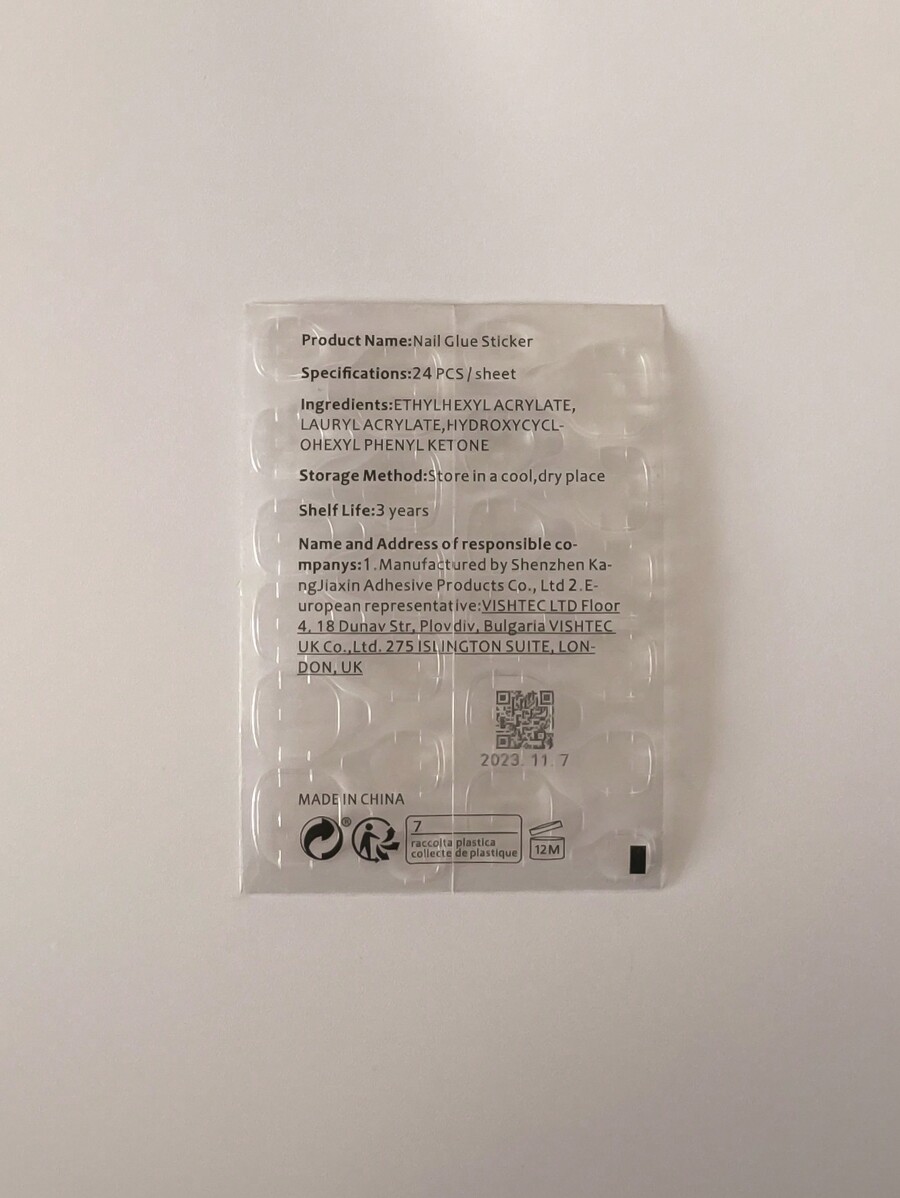 Product Name:Nail Glue Sticker
Specifications:24 PCS/sheet
Ingredients:ETHYLHEXYL ACRYLATE,
LAURYL ACRYLATE,HYDROXYCYCL-
OHEXYL PHENYL KETONE
Storage Method:Store in a cool,dry place
Shelf Life:3 years
Name and Address of responsible co-
mpanys:1.Manufactured by Shenzhen Ka-
ngJiaxin Adhesive Products Co., Ltd 2.E-
uropean representative:VISHTEC LTD Floor
4, 18 Dunav Str, Plovdiv, Bulgaria VISHTEC
UK Co.,Ltd. 275 ISLINGTON SUITE, LON-
DON, UK
2023. 11. 7
MADE IN CHINA
®
7
raccolta plastica
collecte de plastique
12M